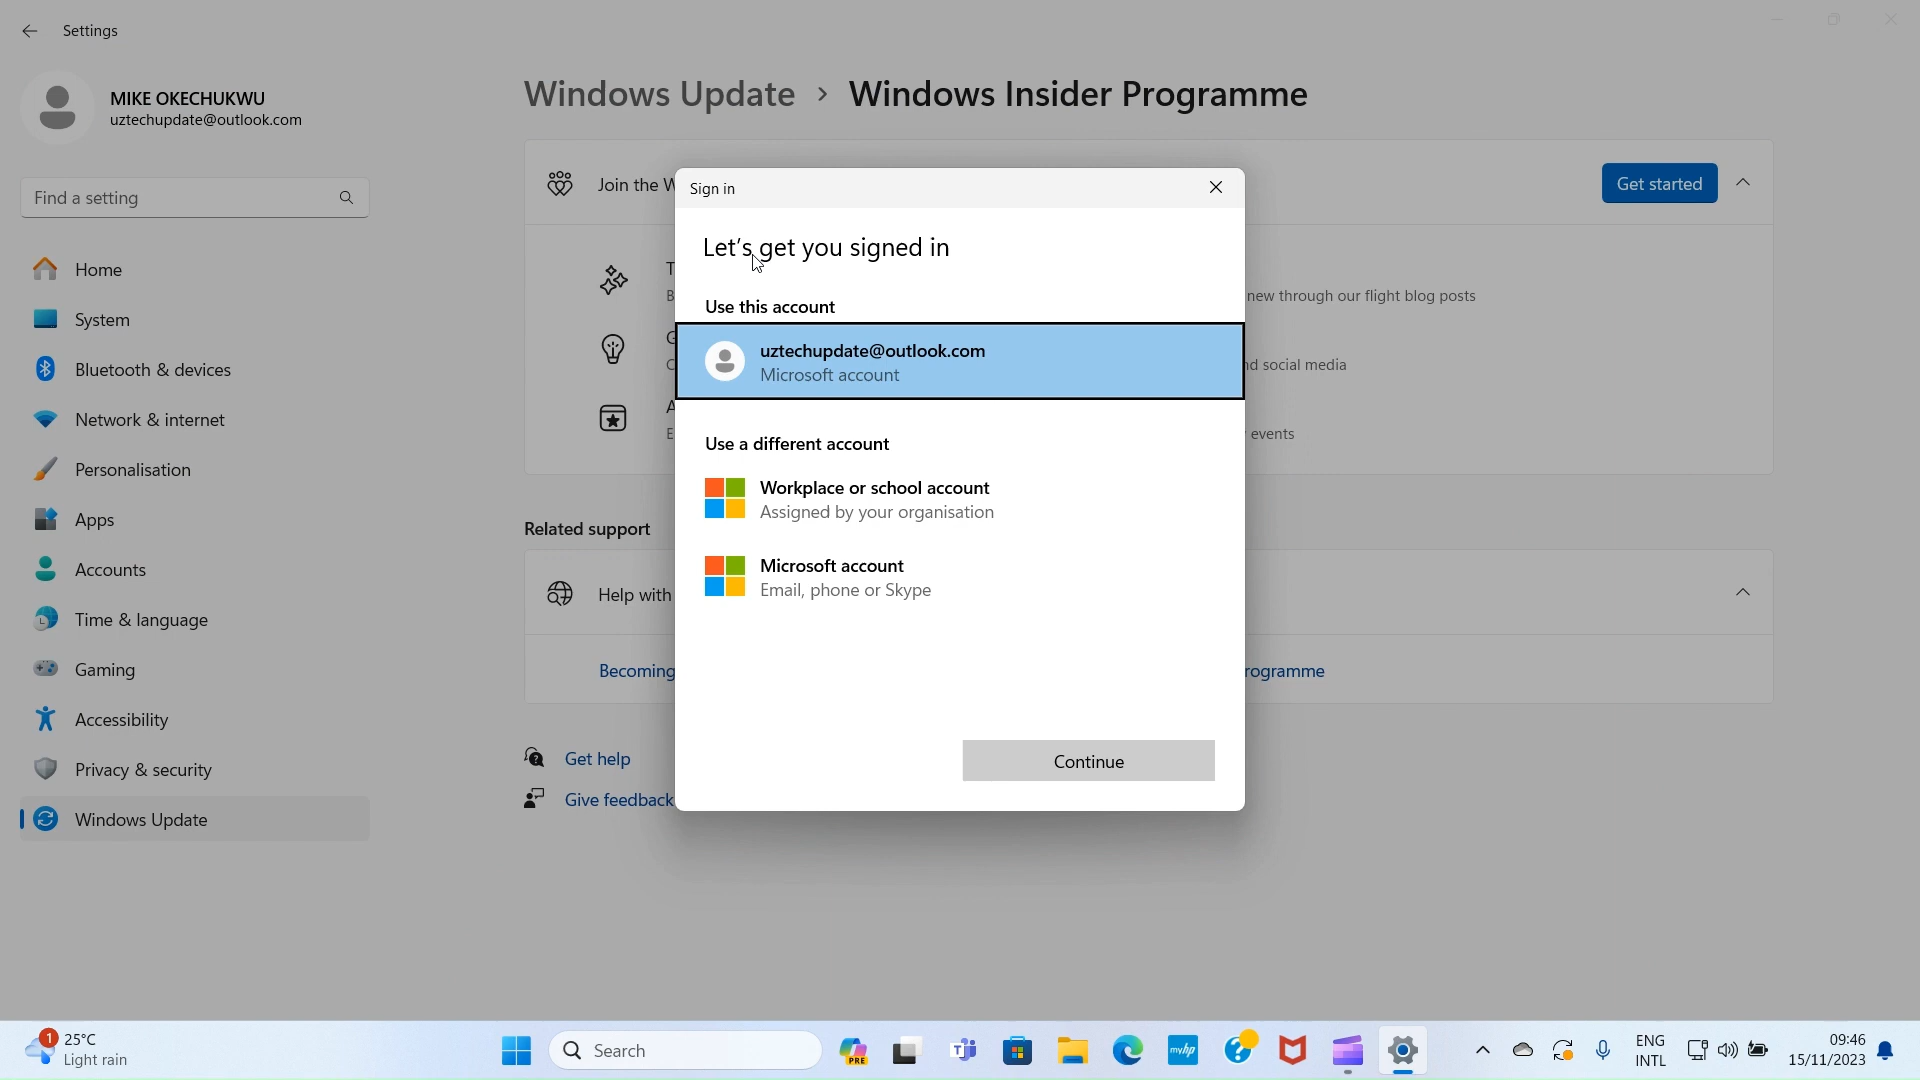 Settings
MIKE OKECHUKWU
uztechupdate@outlook.com
Find a setting
Home
System
Bluetooth & devices
Network & internet
Personalisation
Apps
Accounts
Time & language
Gaming
Accessibility
Privacy & security
Windows Update
Windows Update > Windows Insider Programme
Join the W
Get started
new through our flight blog posts
social media
events
Related support
Help with
Becoming
rogramme
Get help
Give feedback
Sign in
Let's get you signed in
Use this account
uztechupdate@outlook.com
Microsoft account
Use a different account
Workplace or school account
Assigned by your organisation
Microsoft account
Email, phone or Skype
Continue
1
25°C
Light rain
Search
PRE
myhp
ENG
INTL
09:46
15/11/2023